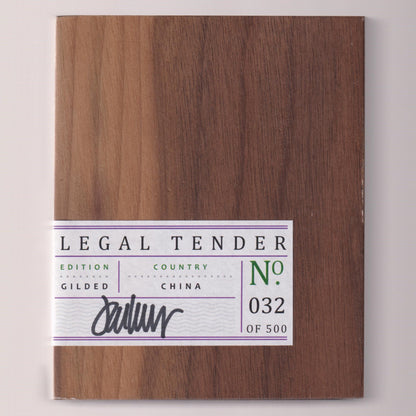 LEGAL TENDER
EDITION COUNTRY No.
GILDED CHINA 032
OF 500